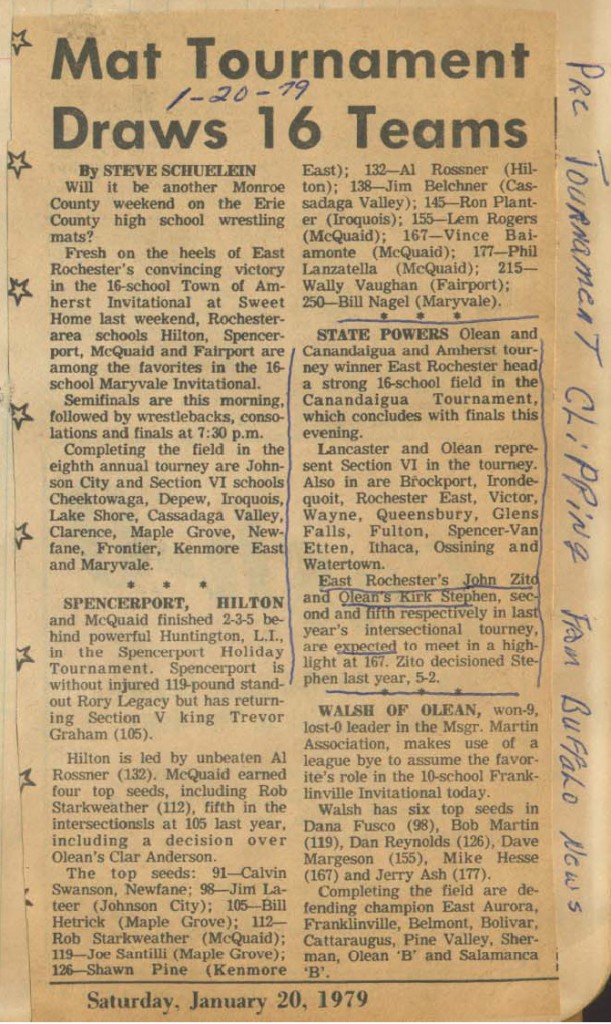 Mat Tournament
1-20-79
Draws 16 Teams
By STEVE SCHUELEIN
Will it be another Monroe
County weekend on the Erie
County high school wrestling
mats?
Fresh on the heels of East
Rochester's convincing victory
in the 16-school Town of Am-
herst Invitational at Sweet
Home last weekend, Rochester-
area schools Hilton, Spencer-
port, McQuaid and Fairport are
among the favorites in the 16-
school Maryvale Invitational.
Semifinals are this morning,
followed by wrestlebacks, conso-
lations and finals at 7:30 p.m.
Completing the field in the
eighth annual tourney are John-
son City and Section VI schools
Cheektowaga, Depew, Iroquois,
Lake Shore, Cassadaga Valley,
Clarence, Maple Grove, New-
fane, Frontier, Kenmore East
and Maryvale.
* * *
SPENCERPORT, HILTON
and McQuaid finished 2-3-5 be-
hind powerful Huntington, L.I.,
in the Spencerport Holiday
Tournament. Spencerport is
without injured 119-pound stand-
out Rory Legacy but has return-
ing Section V king Trevor
Graham (105).
Hilton is led by unbeaten Al
Rossner (132). McQuaid earned
four top seeds, including Rob
Starkweather (112), fifth in the
intersectionsls at 105 last year,
including a decision over
Olean's Clar Anderson.
The top seeds: 91—Calvin
Swanson, Newfane; 98—Jim La-
teer (Johnson City); 105—Bill
Hetrick (Maple Grove); 112—
Rob Starkweather (McQuaid);
119—Joe Santilli (Maple Grove);
126—Shawn Pine (Kenmore
East); 132—Al Rossner (Hil-
ton); 138—Jim Belchner (Cas-
sadaga Valley); 145—Ron Plant-
er (Iroquois); 155—Lem Rogers
(McQuaid); 167—Vince Bai-
amonte (McQuaid); 177—Phil
Lanzatella (McQuaid); 215—
Wally Vaughan (Fairport);
250—Bill Nagel (Maryvale).
* * *
STATE POWERS Olean and
Canandaigua and Amherst tour-
ney winner East Rochester head
a strong 16-school field in the
Canandaigua Tournament,
which concludes with finals this
evening.
Lancaster and Olean repre-
sent Section VI in the tourney.
Also in are Brockport, Ironde-
quoit, Rochester East, Victor,
Wayne, Queensbury, Glens
Falls, Fulton, Spencer-Van
Etten, Ithaca, Ossining and
Watertown.
East Rochester's John Zito
and Olean's Kirk Stephen, sec-
ond and fifth respectively in last
year's intersectional tourney,
are expected to meet in a high-
light at 167. Zito decisioned Ste-
phen last year, 5-2.
* * *
WALSH OF OLEAN, won-9,
lost-0 leader in the Msgr. Martin
Association, makes use of a
league bye to assume the favor-
ite's role in the 10-school Frank-
linville Invitational today.
Walsh has six top seeds in
Dana Fusco (98), Bob Martin
(119), Dan Reynolds (126), Dave
Margeson (155), Mike Hesse
(167) and Jerry Ash (177).
Completing the field are de-
fending champion East Aurora,
Franklinville, Belmont, Bolivar,
Cattaraugus, Pine Valley, Sher-
man, Olean 'B' and Salamanca
'B'.
Saturday, January 20, 1979
PRE TOURNAMENT CLIPPING FROM BUFFALO NEWS